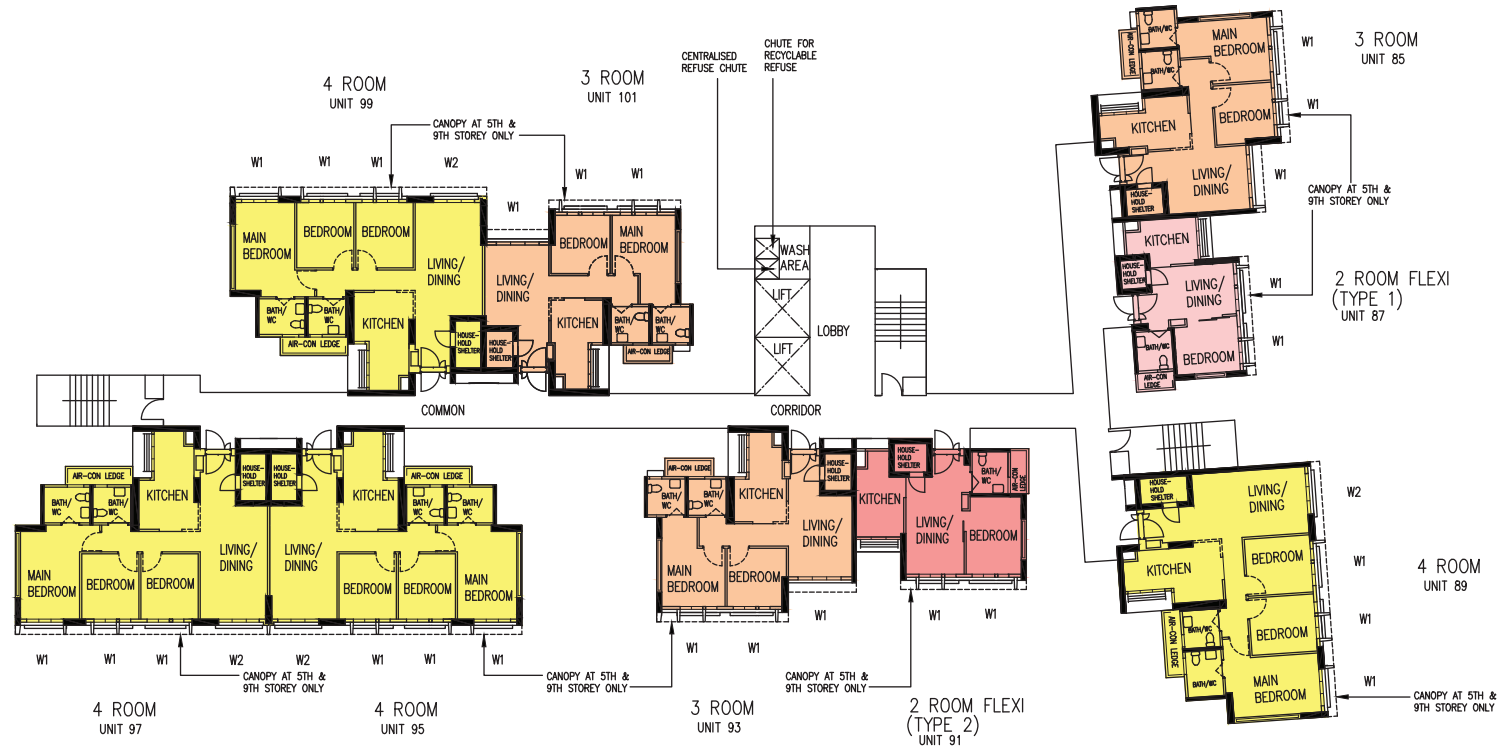 4 ROOM
UNIT 99
3 ROOM
UNIT 101
CANOPY AT 5TH &
9TH STOREY ONLY
W1
W1
W1
W2
W1
W1
W1
MAIN
BEDROOM
BEDROOM
BEDROOM
LIVING/
DINING
BATH/
WC
BATH/
WC
AIR-CON LEDGE
KITCHEN
HOUSE-
HOLD
SHELTER
LIVING/
DINING
BEDROOM
MAIN
BEDROOM
HOUSE-
HOLD
SHELTER
KITCHEN
BATH/
WC
BATH/
WC
AIR-CON LEDGE
CENTRALISED
REFUSE CHUTE
CHUTE FOR
RECYCLABLE
REFUSE
WASH
AREA
LIFT
LIFT
LOBBY
COMMON
CORRIDOR
3 ROOM
UNIT 85
BATH/WC
AIR-CON
LEDGE
BATH/WC
MAIN
BEDROOM
W1
W1
KITCHEN
BEDROOM
LIVING/
DINING
W1
HOUSE-
HOLD
SHELTER
CANOPY AT 5TH &
9TH STOREY ONLY
KITCHEN
HOUSE-
HOLD
SHELTER
LIVING/
DINING
W1
2 ROOM FLEXI
(TYPE 1)
UNIT 87
BATH/WC
BEDROOM
W1
AIR-CON
LEDGE
AIR-CON LEDGE
BATH/
WC
BATH/
WC
KITCHEN
HOUSE-
HOLD
SHELTER
MAIN
BEDROOM
BEDROOM
BEDROOM
LIVING/
DINING
W1
W1
W1
W2
CANOPY AT 5TH &
9TH STOREY ONLY
4 ROOM
UNIT 97
HOUSE-
HOLD
SHELTER
KITCHEN
AIR-CON LEDGE
BATH/
WC
BATH/
WC
LIVING/
DINING
BEDROOM
BEDROOM
MAIN
BEDROOM
W2
W1
W1
W1
4 ROOM
UNIT 95
CANOPY AT 5TH &
9TH STOREY ONLY
AIR-CON LEDGE
BATH/
WC
BATH/
WC
KITCHEN
HOUSE-
HOLD
SHELTER
LIVING/
DINING
MAIN
BEDROOM
BEDROOM
W1
W1
W1
3 ROOM
UNIT 93
HOUSE-
HOLD
SHELTER
KITCHEN
LIVING/
DINING
BATH/
WC
AIR-CON
LEDGE
BEDROOM
W1
W1
CANOPY AT 5TH &
9TH STOREY ONLY
2 ROOM FLEXI
(TYPE 2)
UNIT 91
HOUSE-
HOLD
SHELTER
LIVING/
DINING
W2
KITCHEN
BEDROOM
W1
BEDROOM
W1
AIR-CON LEDGE
BATH/WC
BATH/WC
MAIN
BEDROOM
W1
4 ROOM
UNIT 89
CANOPY AT 5TH &
9TH STOREY ONLY